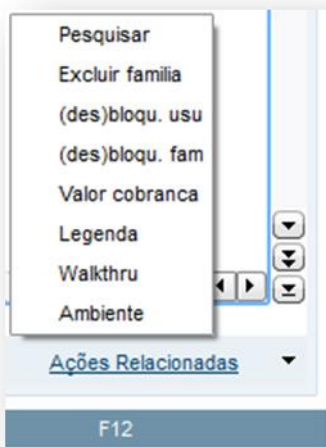 Pesquisar
Excluir familia
(des)bloqu. usu
(des)bloqu. fam
Valor cobranca
Legenda
Walkthru
Ambiente
Ações Relacionadas
F12